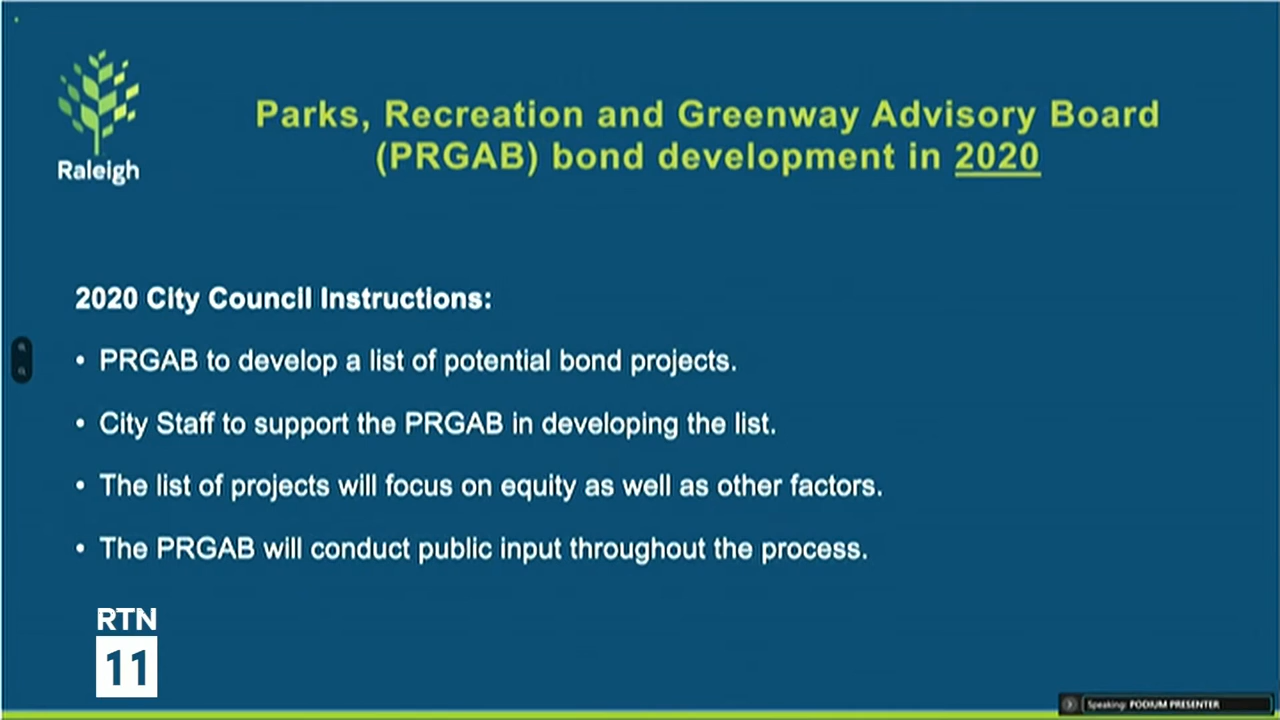 Raleigh
Parks, Recreation and Greenway Advisory Board
(PRGAB) bond development in 2020
2020 City Council Instructions:
• PRGAB to develop a list of potential bond projects.
• City Staff to support the PRGAB in developing the list.
• The list of projects will focus on equity as well as other factors.
• The PRGAB will conduct public input throughout the process.
RTN
11
Speaking: PODIUM PRESENTER